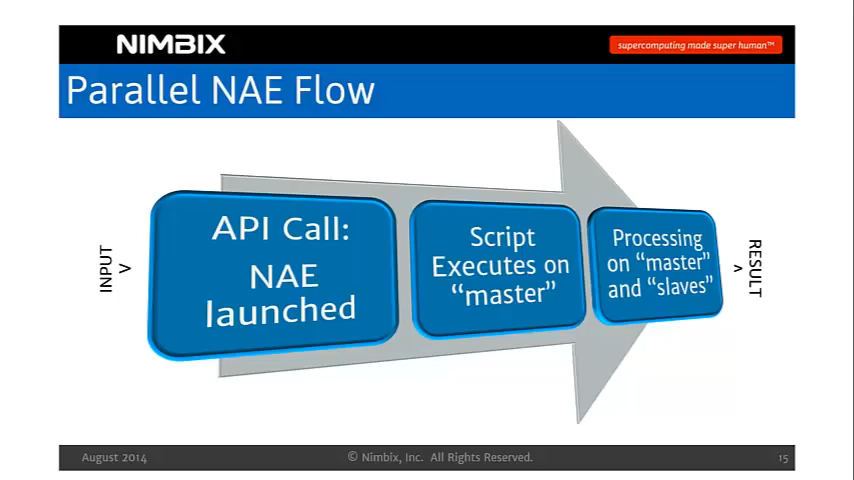 NIMBIX
supercomputing made super human™
Parallel NAE Flow
INPUT
>
API Call:
NAE
launched
Script
Executes on
“master”
Processing
on “master”
and “slaves”
RESULT
>
August 2014
© Nimbix, Inc. All Rights Reserved.
15